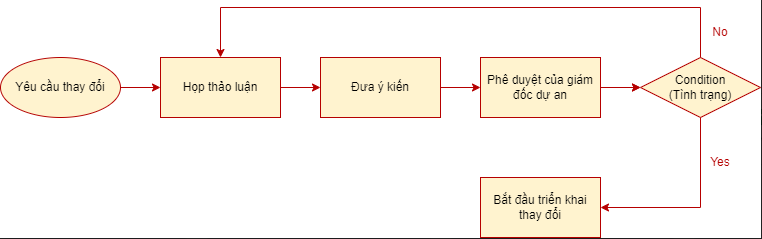 No
Yêu cầu thay đổi
Họp thảo luận
Đưa ý kiến
Phê duyệt của giám
đốc dự an
Condition
(Tình trạng)
Yes
Bắt đầu triển khai
thay đổi